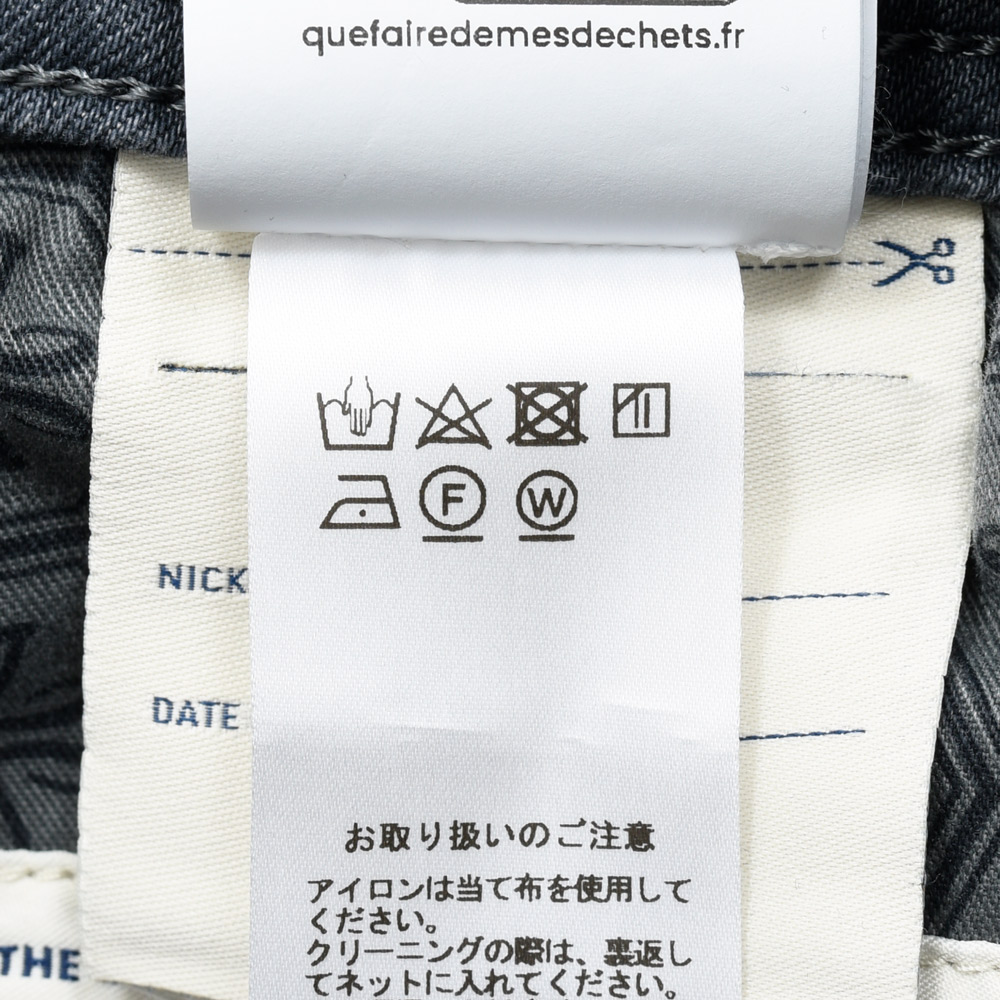 quefairedemesdechets.fr
F W
NICK
DATE
お取り扱いのご注意
アイロンは当て布を使用して
ください。
クリーニングの際は、裏返し
てネットに入れてください。
THE